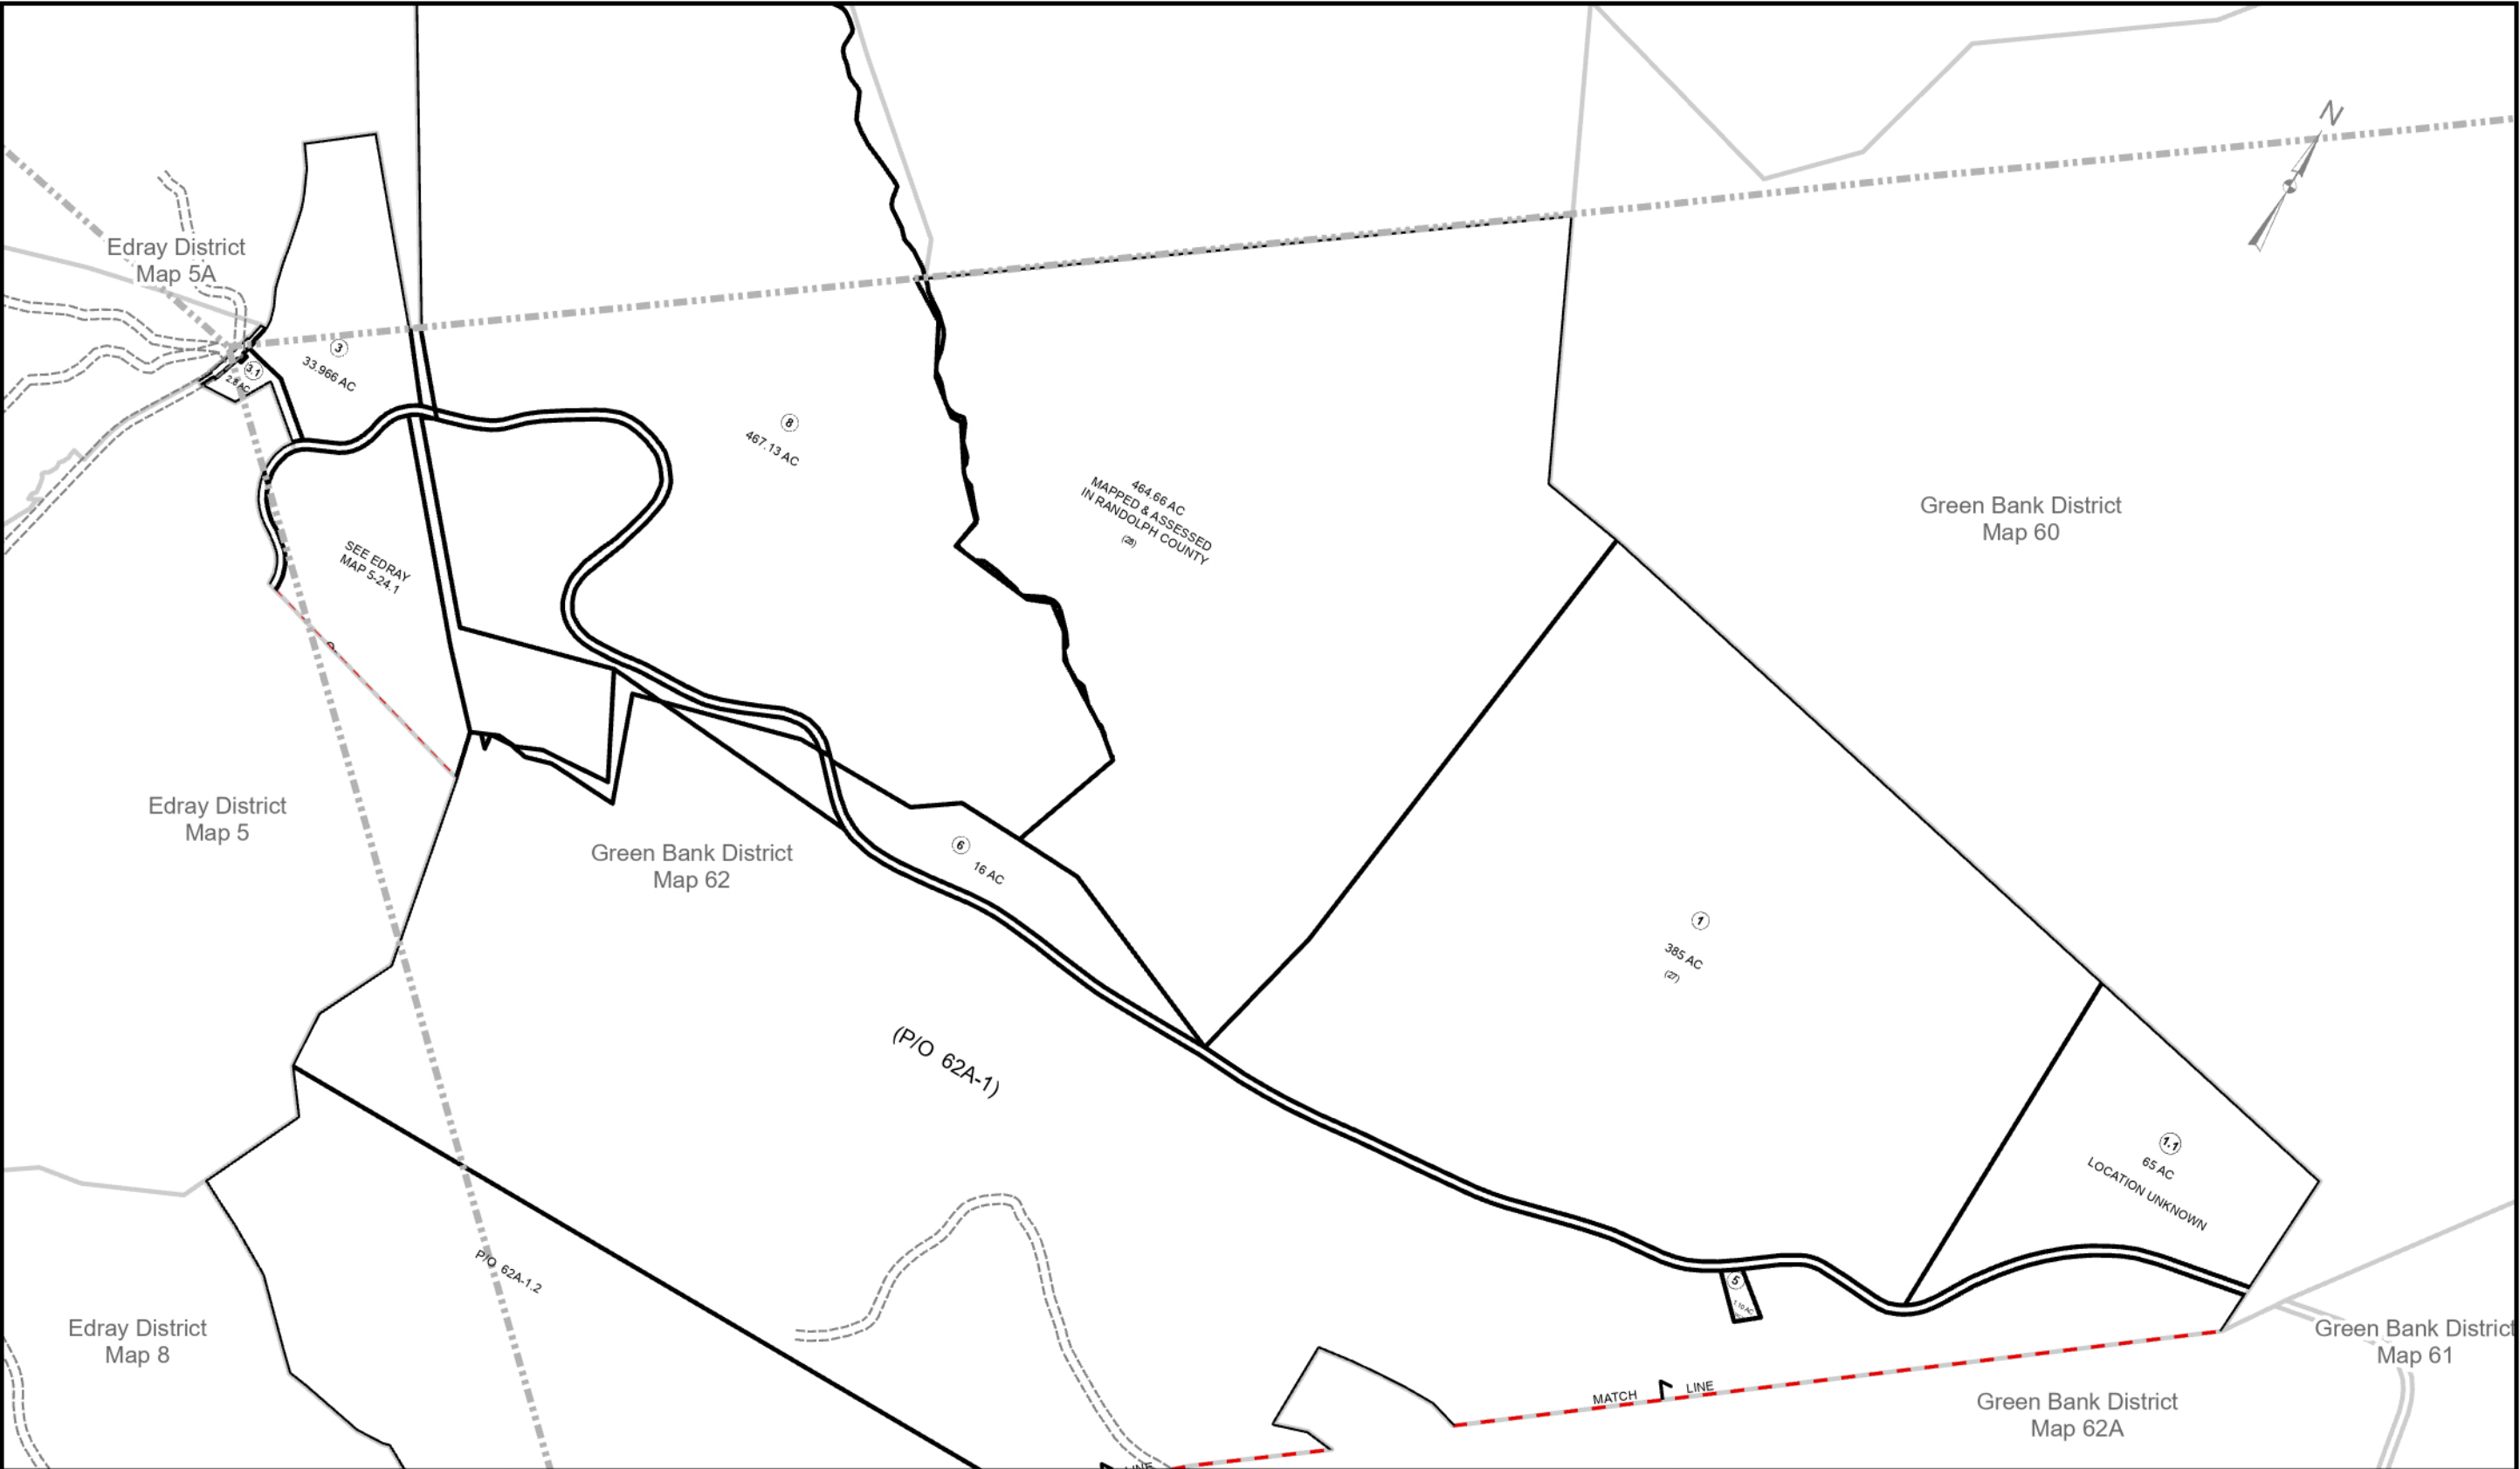 N
Edray District
Map 5A
3
33.966 AC
3.1
2.8 AC
8
467.13 AC
464.66 AC
MAPPED & ASSESSED
IN RANDOLPH COUNTY
(28)
Green Bank District
Map 60
SEE EDRAY
MAP 5-24.1
Edray District
Map 5
Green Bank District
Map 62
6
16 AC
1
385 AC
(27)
(P/O 62A-1)
1.1
65 AC
LOCATION UNKNOWN
P/O 62A-1.2
5
1.10 AC
Edray District
Map 8
Green Bank District
Map 61
MATCH LINE
Green Bank District
Map 62A
LINE